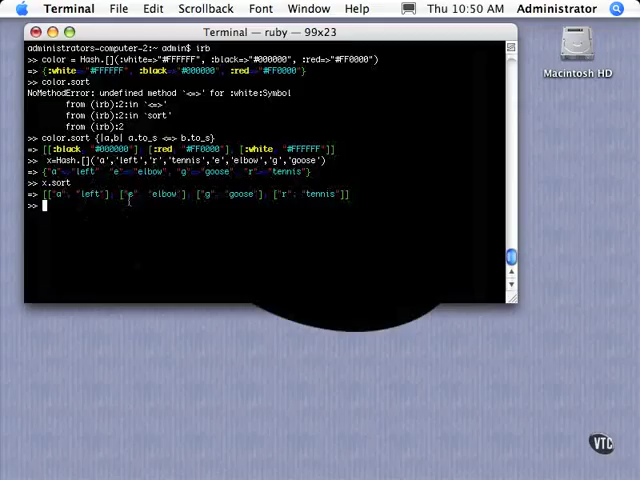 Terminal File Edit Scrollback Font Window Help Thu 10:50 AM Administrator
Terminal — ruby — 99x23
administrators-computer-2:~ admin$ irb
>> color = Hash.[](:white=>"#FFFFFF", :black=>"#000000", :red=>"#FF0000")
=> {:white=>"#FFFFFF", :black=>"#000000", :red=>"#FF0000"}
>> color.sort
NoMethodError: undefined method `<=>' for :white:Symbol
from (irb):2:in `<=>'
from (irb):2:in `sort'
from (irb):2
>> color.sort {|a,b| a.to_s <=> b.to_s}
=> [[:black, "#000000"], [:red, "#FF0000"], [:white, "#FFFFFF"]]
>> x=Hash.[]('a','left','r','tennis','e','elbow','g','goose')
=> {"a"=>"left", "e"=>"elbow", "g"=>"goose", "r"=>"tennis"}
>> x.sort
=> [["a", "left"], ["e", "elbow"], ["g", "goose"], ["r", "tennis"]]
>>
Macintosh HD
VTC